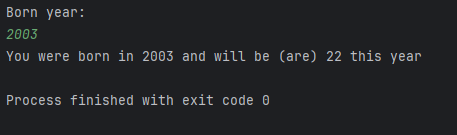 Born year:
2003
You were born in 2003 and will be (are) 22 this year
Process finished with exit code 0